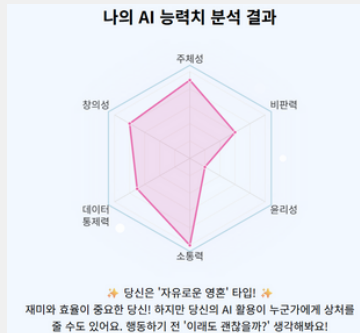 나의 AI 능력치 분석 결과
주체성
창의성
비판력
데이터
통제력
윤리성
소통력
✨ 당신은 '자유로운 영혼' 타입! ✨
재미와 효율이 중요한 당신! 하지만 당신의 AI 활용이 누군가에게 상처를
줄 수도 있어요. 행동하기 전 '이래도 괜찮을까?' 생각해봐요!